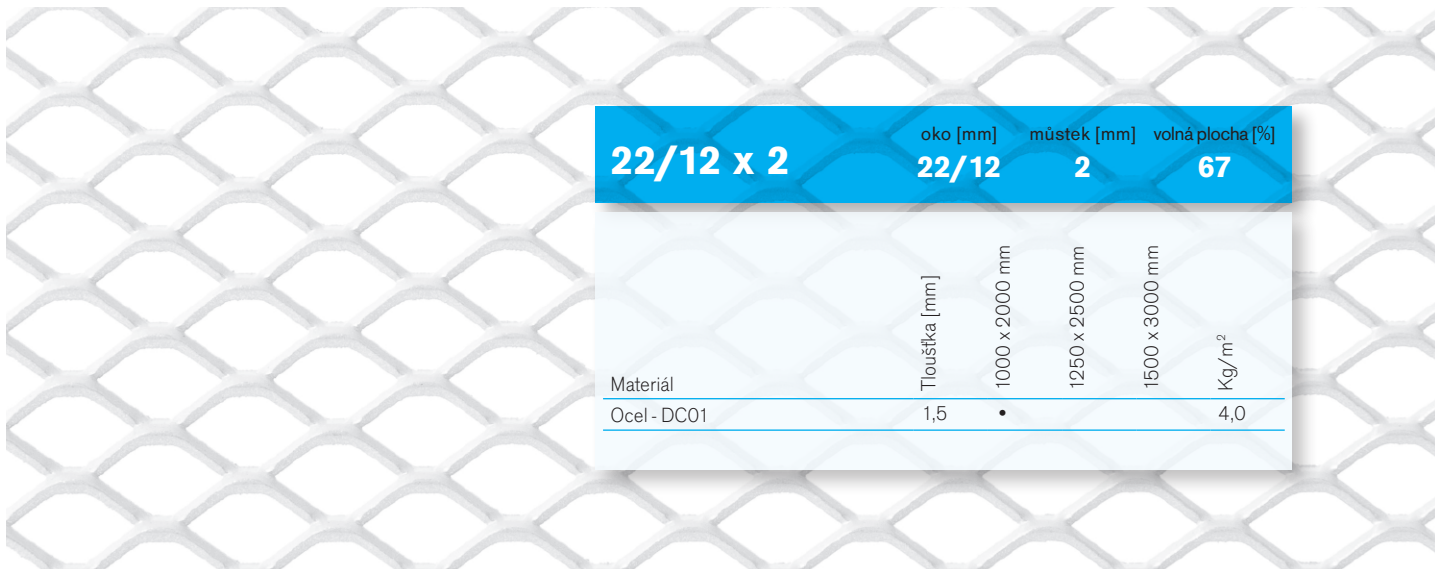 22/12 x 2
oko [mm] můstek [mm] volná plocha [%]
22/12 2 67
Materiál Tloušťka [mm] 1000 x 2000 mm 1250 x 2500 mm 1500 x 3000 mm Kg/m²
Ocel - DC01 1,5 • 4,0